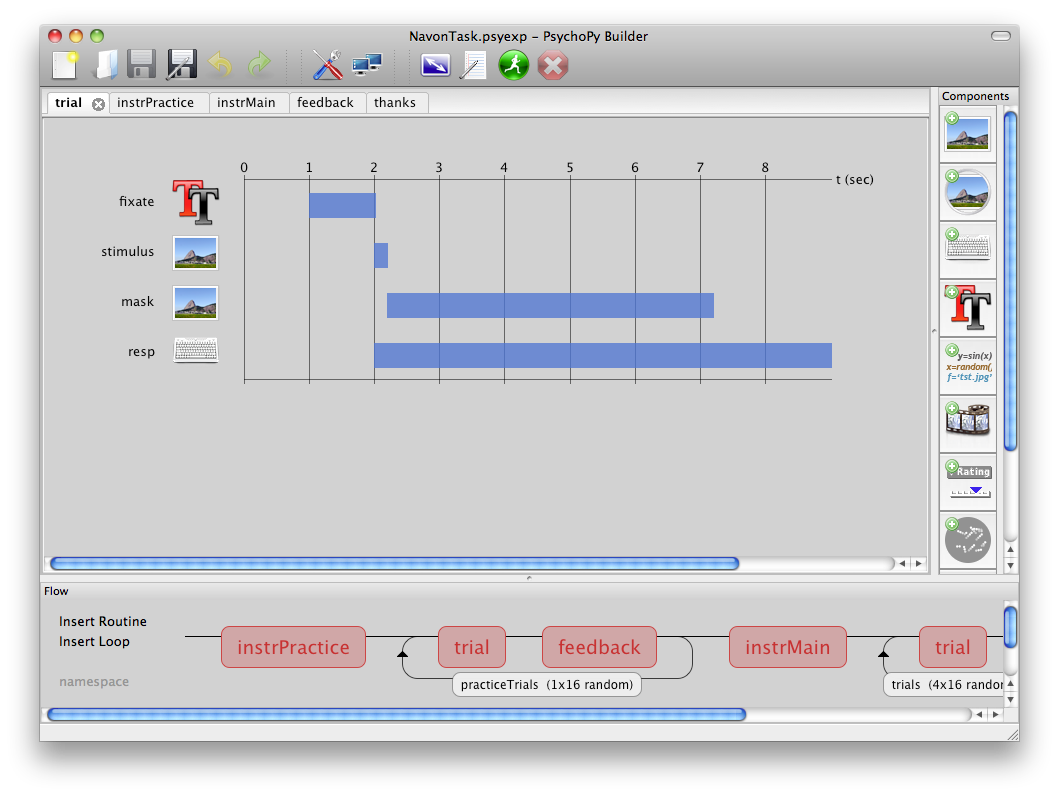 NavonTask.psyexp – PsychoPy Builder
trial instrPractice instrMain feedback thanks
Components
0 1 2 3 4 5 6 7 8
t (sec)
fixate
stimulus
mask
resp
y=sin(x)
x=random(,
f='tst.jpg'
Rating
Flow
Insert Routine
Insert Loop
namespace
instrPractice trial feedback instrMain trial
practiceTrials (1x16 random) trials (4x16 randor